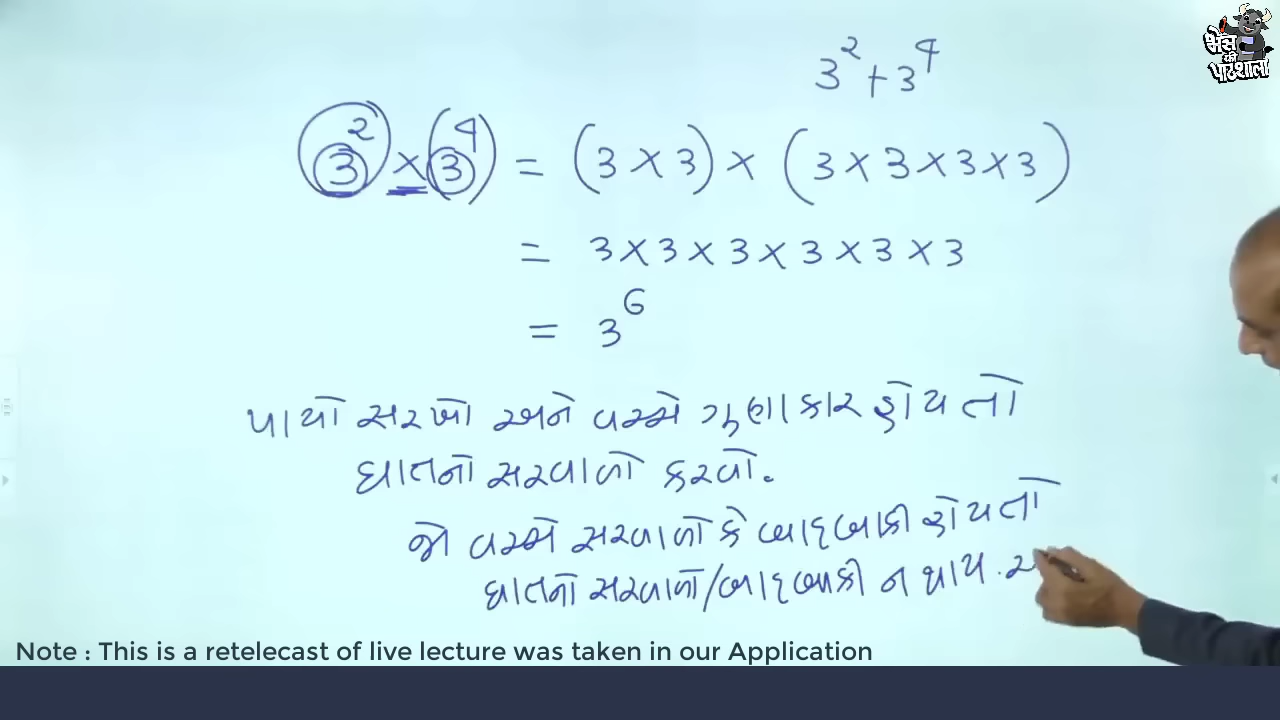 भैंस की पाठशाला
3² + 3⁴
3² × (3⁴) = (3 × 3) × (3 × 3 × 3 × 3)
= 3 × 3 × 3 × 3 × 3 × 3
= 3⁶
પાયો સરખો અને વચ્ચે ગુણાકાર હોય તો
ઘાતનો સરવાળો કરવો.
જો વચ્ચે સરવાળો કે બાદબાકી હોય તો
ઘાતનો સરવાળો/બાદબાકી ન થાય.
Note : This is a retelecast of live lecture was taken in our Application